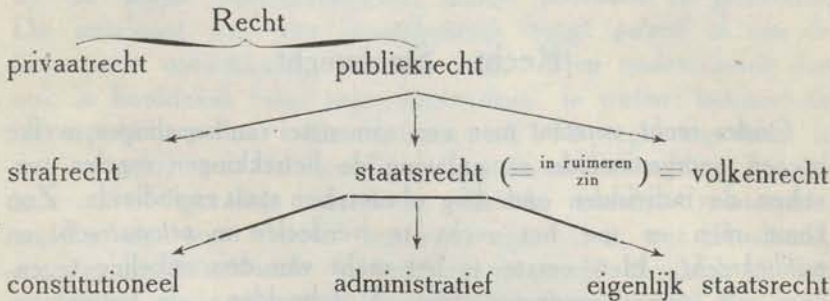 Recht
privaatrecht publiekrecht
strafrecht staatsrecht (= in ruimeren zin) = volkenrecht
constitutioneel administratief eigenlijk staatsrecht